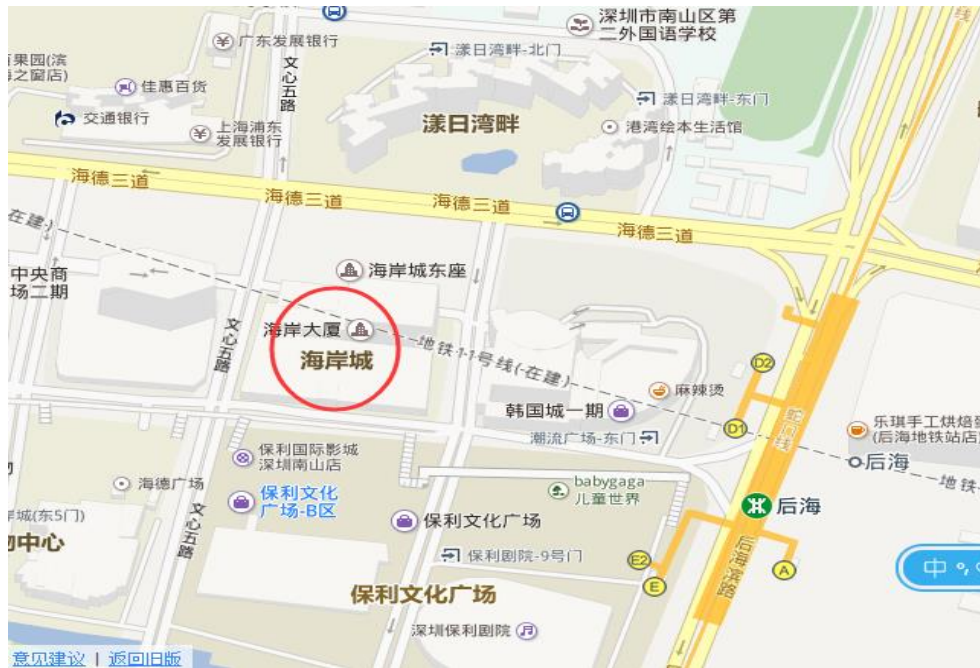 深圳市南山区第
二外国语学校
广东发展银行
漾日湾畔-北门
百果园(滨
海之窗店)
文心五路
佳惠百货
漾日湾畔-东门
交通银行
上海浦东
发展银行
漾日湾畔
港湾绘本生活馆
海德三道
海德三道
海德三道
海德三道
在建)
中央商
场二期
海岸城东座
文心五路
海岸大厦
海岸城
地铁11号线(在建)
D2
麻辣烫
蛇口线
韩国城一期
D1
乐琪手工烘焙
(后海地铁站店)
潮流广场-东门
后海
保利国际影城
深圳南山店
地铁
babygaga
儿童世界
海德广场
保利文化
广场-B区
后海
文心五路
保利文化广场
岸城(东5门)
物中心
保利剧院-9号门
后海滨路
E2
E
A
中
保利文化广场
深圳保利剧院
意见建议 | 返回旧版